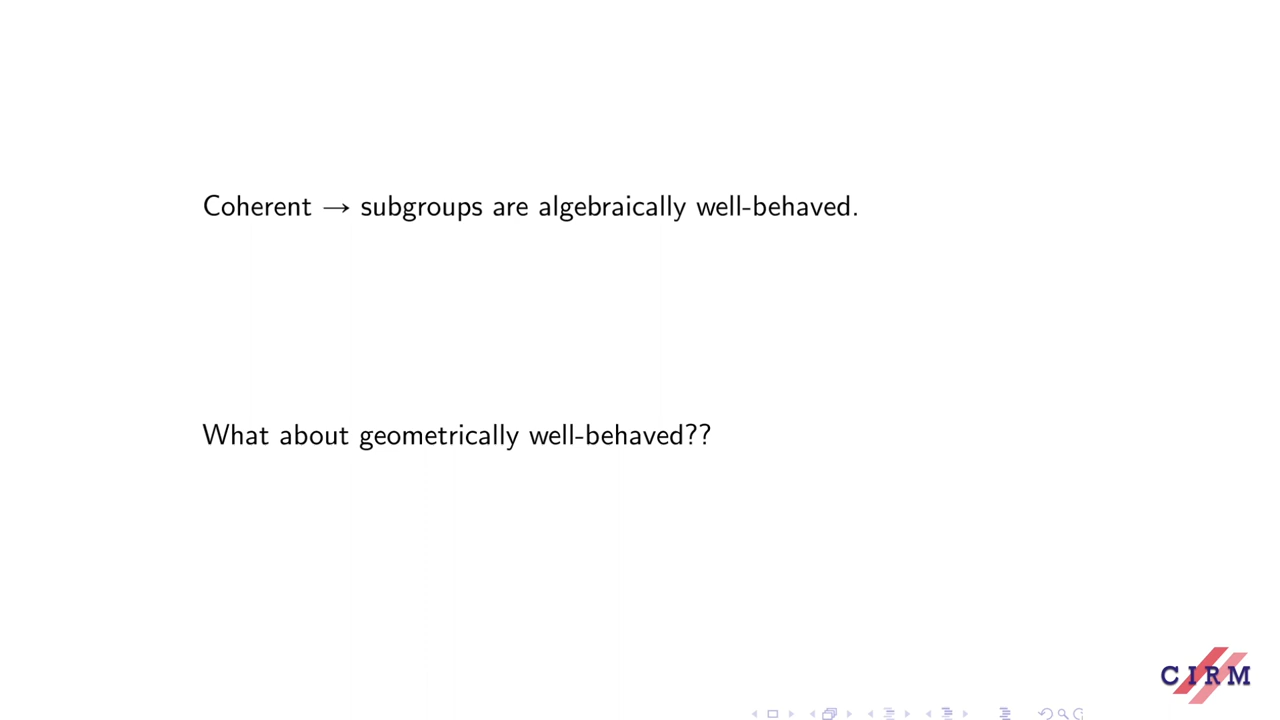 Coherent → subgroups are algebraically well-behaved.
What about geometrically well-behaved??
CIRM